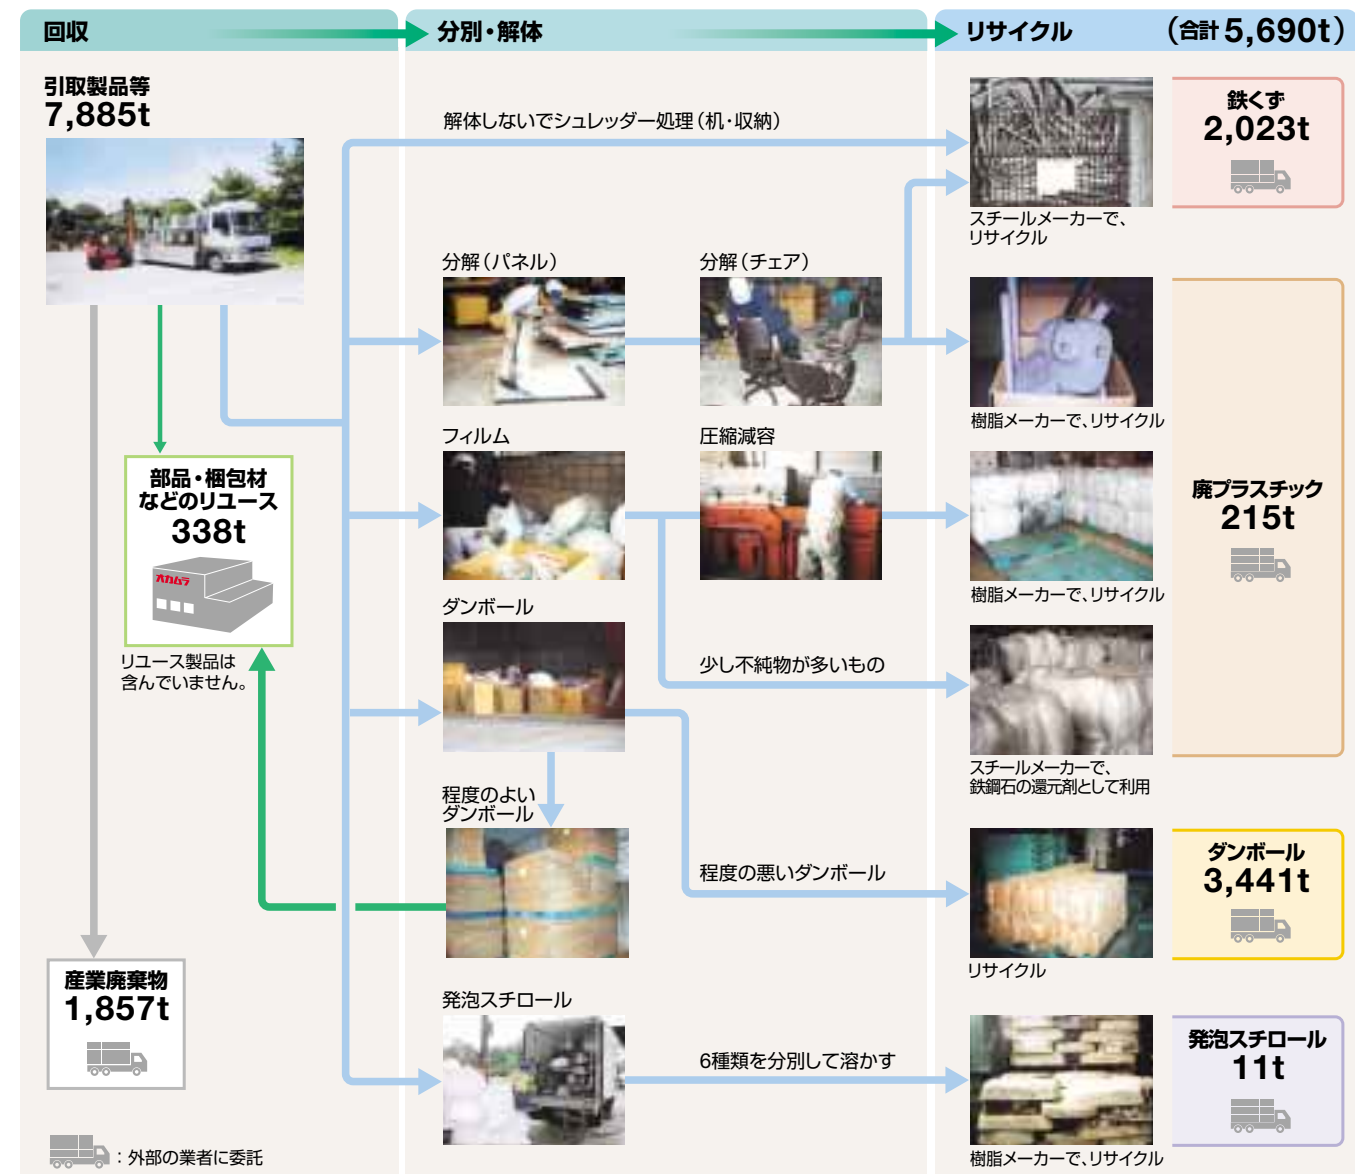 回収
分別・解体
リサイクル
（合計5,690t）
引取製品等
7,885t
解体しないでシュレッダー処理（机・収納）
鉄くず
2,023t
スチールメーカーで、
リサイクル
分解（パネル）
分解（チェア）
樹脂メーカーで、リサイクル
フィルム
圧縮減容
部品・梱包材
などのリユース
338t
オカムラ
リユース製品は
含んでいません。
廃プラスチック
215t
樹脂メーカーで、リサイクル
ダンボール
少し不純物が多いもの
スチールメーカーで、
鉄鋼石の還元剤として利用
程度のよい
ダンボール
程度の悪いダンボール
ダンボール
3,441t
リサイクル
産業廃棄物
1,857t
発泡スチロール
6種類を分別して溶かす
発泡スチロール
11t
樹脂メーカーで、リサイクル
：外部の業者に委託